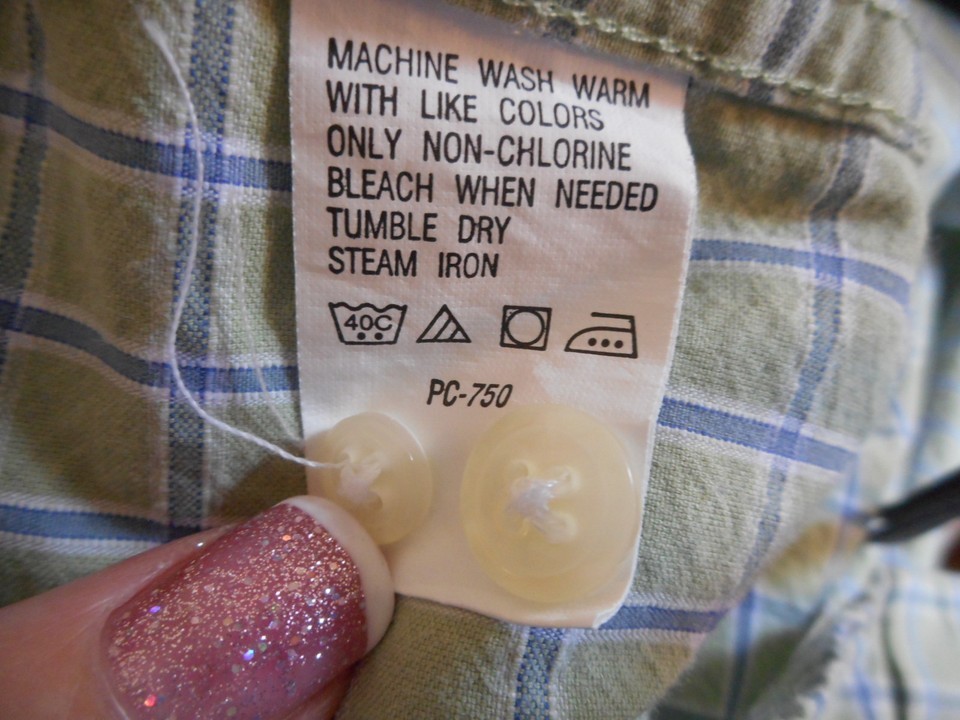 MACHINE WASH WARM
WITH LIKE COLORS
ONLY NON-CHLORINE
BLEACH WHEN NEEDED
TUMBLE DRY
STEAM IRON
40C
PC-750